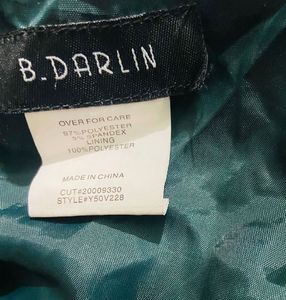 B.DARLIN
OVER FOR CARE
97%POLYESTER
3% SPANDEX
LINING
100%POLYESTER
MADE IN CHINA
CUT#20009330
STYLE#Y50V228